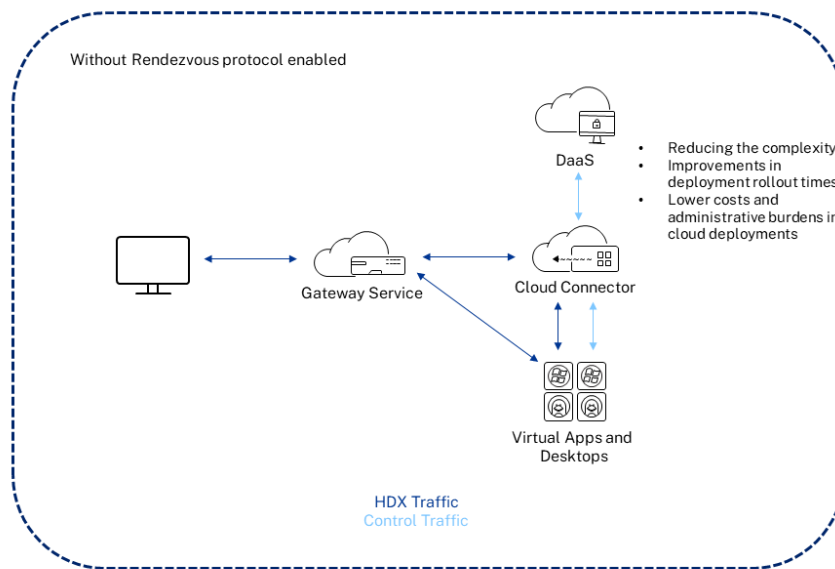 Without Rendezvous protocol enabled
DaaS
• Reducing the complexity
• Improvements in
deployment rollout times
• Lower costs and
administrative burdens in
cloud deployments
Gateway Service
Cloud Connector
Virtual Apps and
Desktops
HDX Traffic
Control Traffic